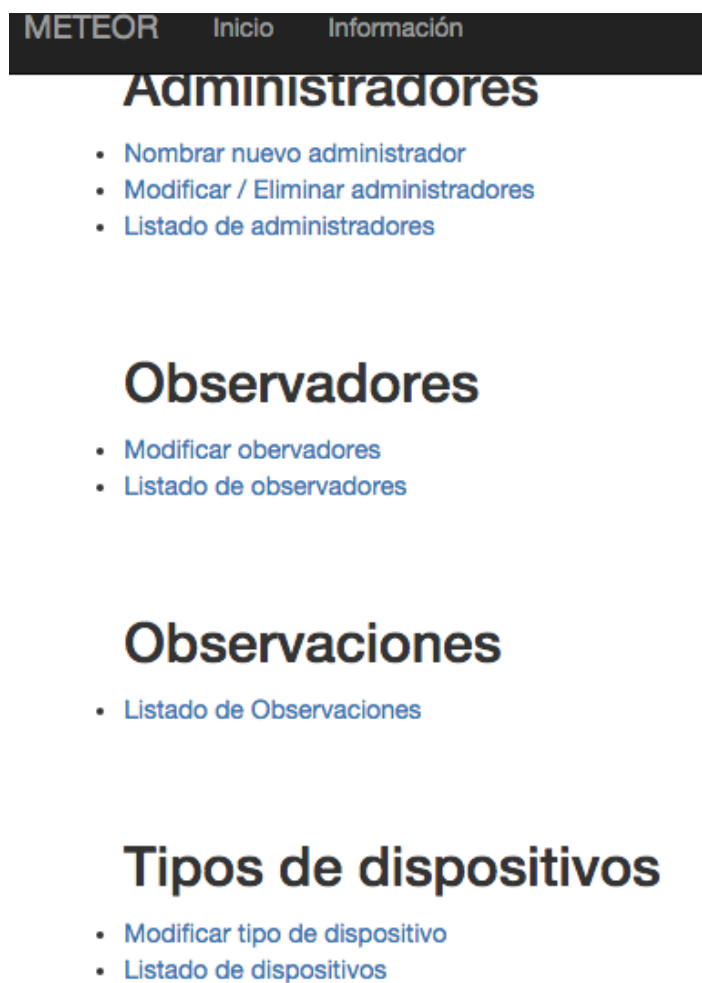 METEOR Inicio Información
Administradores
Nombrar nuevo administrador
Modificar / Eliminar administradores
Listado de administradores
Observadores
Modificar obervadores
Listado de observadores
Observaciones
Listado de Observaciones
Tipos de dispositivos
Modificar tipo de dispositivo
Listado de dispositivos